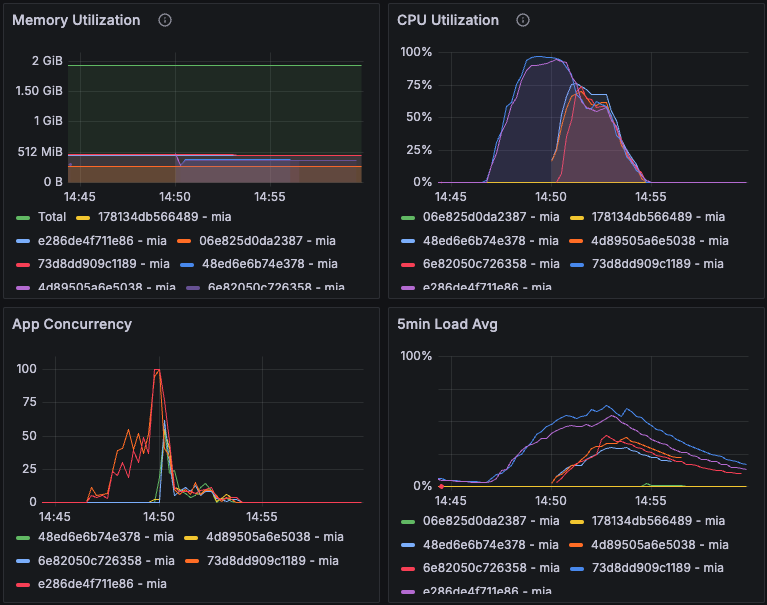 Memory Utilization
2 GiB
1.50 GiB
1 GiB
512 MiB
0 B
14:45 14:50 14:55
Total 178134db566489 - mia
e286de4f711e86 - mia 06e825d0da2387 - mia
73d8dd909c1189 - mia 48ed6e6b74e378 - mia
4d89505a6e5038 - mia 6e82050c726358 - mia
CPU Utilization
100%
75%
50%
25%
0%
14:45 14:50 14:55
06e825d0da2387 - mia 178134db566489 - mia
48ed6e6b74e378 - mia 4d89505a6e5038 - mia
6e82050c726358 - mia 73d8dd909c1189 - mia
e286de4f711e86 - mia
App Concurrency
100
75
50
25
0
14:45 14:50 14:55
48ed6e6b74e378 - mia 4d89505a6e5038 - mia
6e82050c726358 - mia 73d8dd909c1189 - mia
e286de4f711e86 - mia
5min Load Avg
100%
0%
14:45 14:50 14:55
06e825d0da2387 - mia 178134db566489 - mia
48ed6e6b74e378 - mia 4d89505a6e5038 - mia
6e82050c726358 - mia 73d8dd909c1189 - mia
e286de4f711e86 - mia